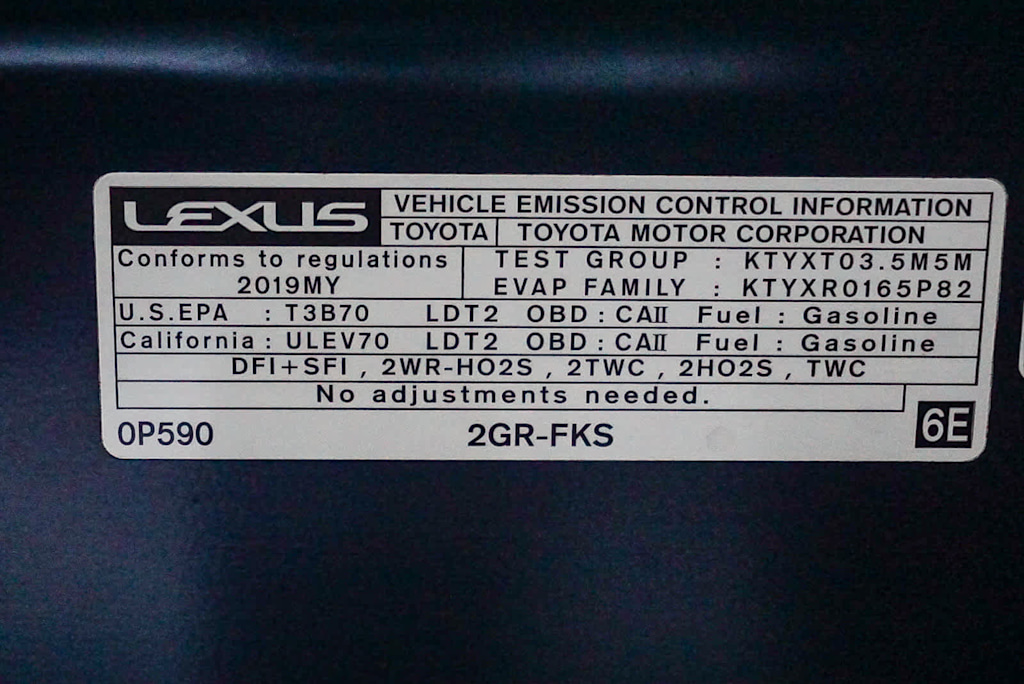 LEXUS VEHICLE EMISSION CONTROL INFORMATION
TOYOTA TOYOTA MOTOR CORPORATION
Conforms to regulations TEST GROUP : KTYXT03.5M5M
2019MY EVAP FAMILY : KTYXR0165P82
U.S.EPA : T3B70 LDT2 OBD : CAII Fuel : Gasoline
California : ULEV70 LDT2 OBD : CAII Fuel : Gasoline
DFI+SFI , 2WR-HO2S , 2TWC , 2HO2S , TWC
No adjustments needed.
0P590 2GR-FKS 6E